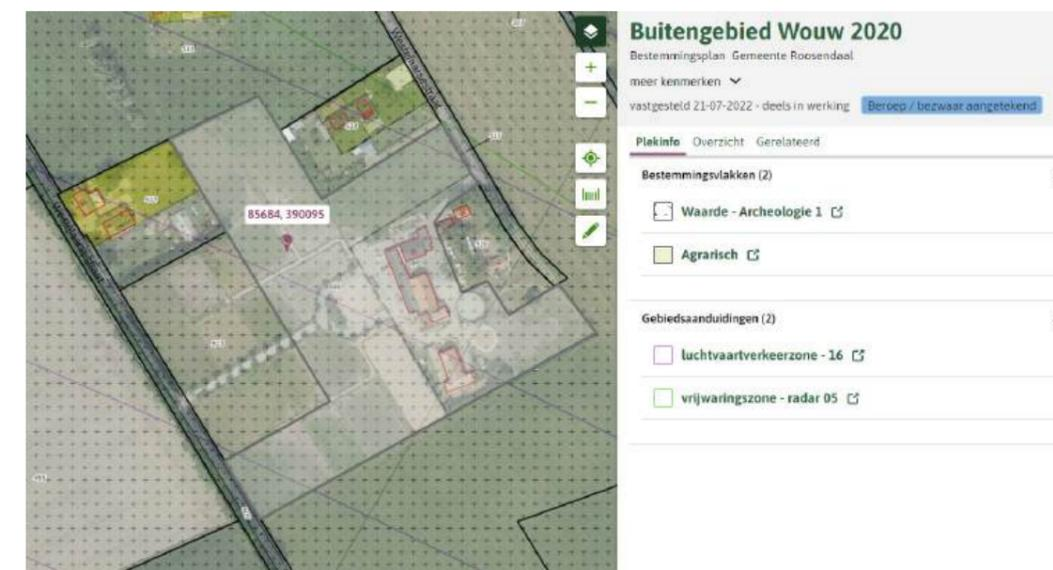 Buitengebied Wouw 2020
Bestemmingsplan Gemeente Roosendaal
meer kenmerken
vastgesteld 21-07-2022 - deels in werking Beroep / bezwaar aangetekend
Plekinfo Overzicht Gerelateerd
Bestemmingsvlakken (2)
Waarde - Archeologie 1
Agrarisch
Gebiedsaanduidingen (2)
luchtvaartverkeerzone - 16
vrijwaringszone - radar 05
85684, 390095